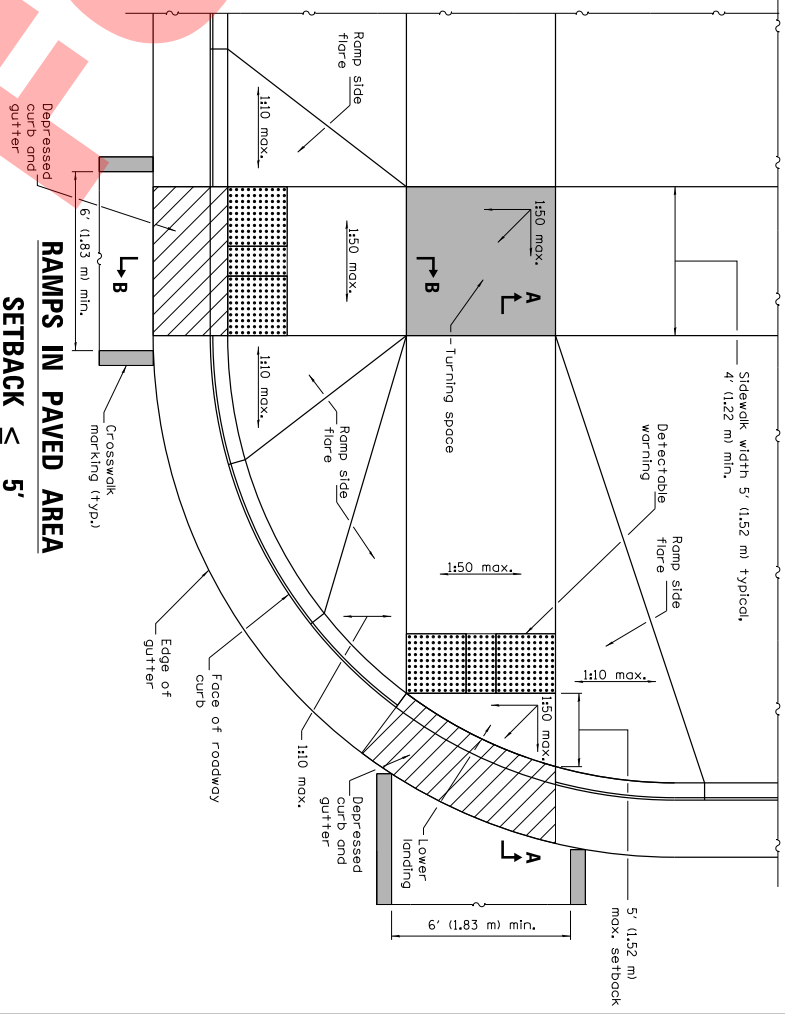 Ramp side
flare
1:10 max.
Depressed
curb and
gutter
6' (1.83 m) min.
B
1:50 max.
B
A
1:50 max.
Turning space
Sidewalk width 5' (1.52 m) typical,
4' (1.22 m) min.
Detectable
warning
Ramp side
flare
1:10 max.
1:10 max.
Ramp side
flare
1:50 max.
1:50 max.
Crosswalk
marking (typ.)
Edge of
gutter
Face of roadway
curb
1:10 max.
Depressed
curb and
gutter
Lower
landing
A
5' (1.52 m)
max. setback
6' (1.83 m) min.
RAMPS IN PAVED AREA
SETBACK ≤ 5'